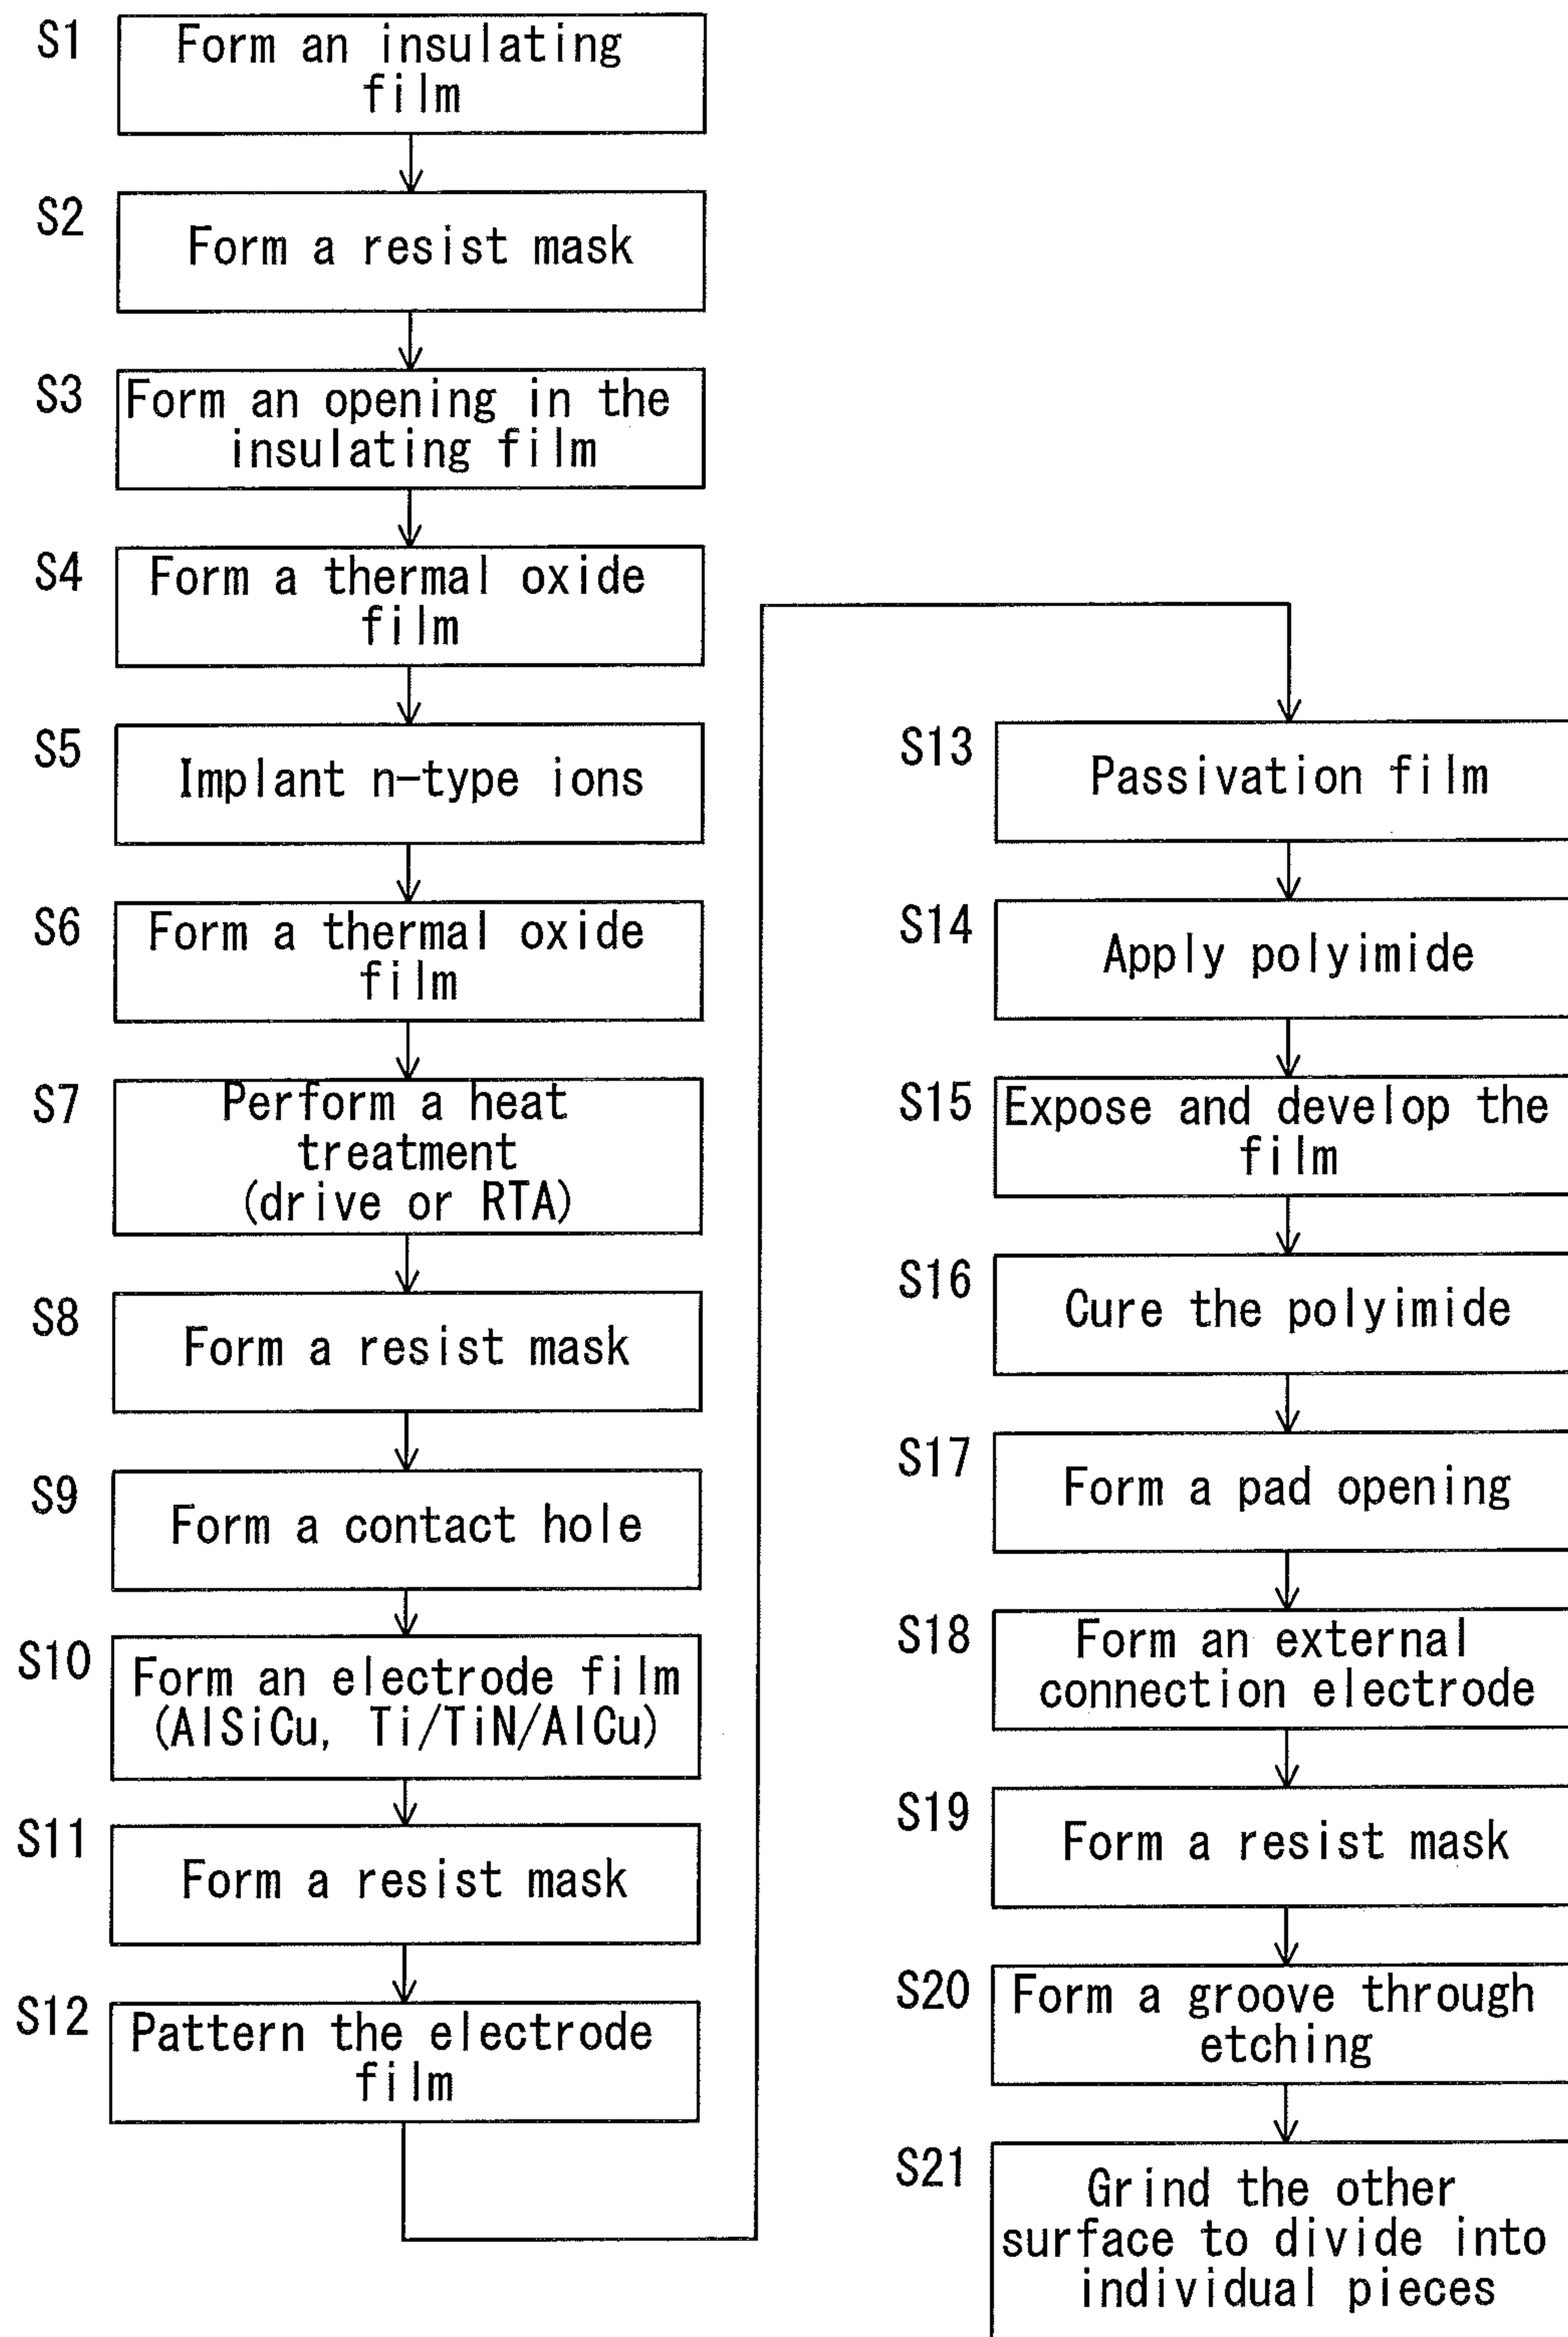 S1
Form an insulating
film
S2
Form a resist mask
S3
Form an opening in the
insulating film
S4
Form a thermal oxide
film
S5
Implant n-type ions
S6
Form a thermal oxide
film
S7
Perform a heat
treatment
(drive or RTA)
S8
Form a resist mask
S9
Form a contact hole
S10
Form an electrode film
(AlSiCu, Ti/TiN/AlCu)
S11
Form a resist mask
S12
Pattern the electrode
film
S13
Passivation film
S14
Apply polyimide
S15
Expose and develop the
film
S16
Cure the polyimide
S17
Form a pad opening
S18
Form an external
connection electrode
S19
Form a resist mask
S20
Form a groove through
etching
S21
Grind the other
surface to divide into
individual pieces